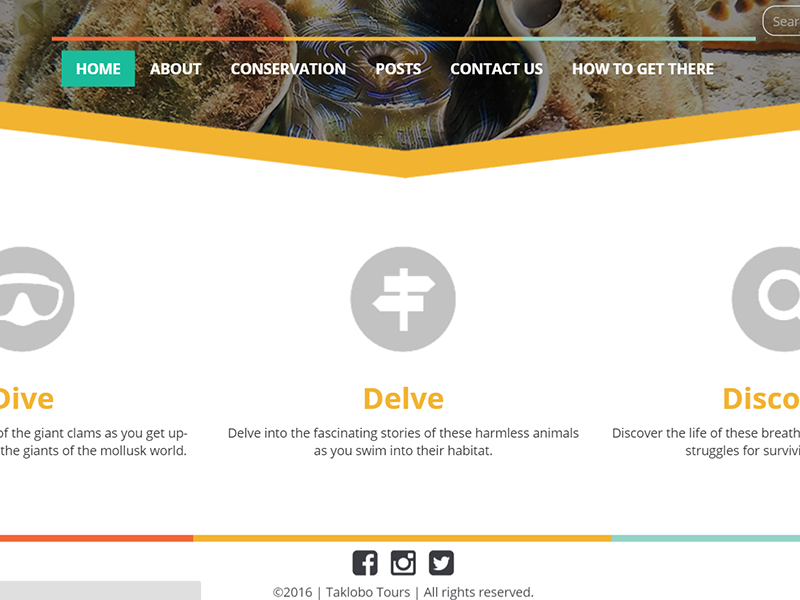 Sear
HOME ABOUT CONSERVATION POSTS CONTACT US HOW TO GET THERE
Dive
of the giant clams as you get up-
the giants of the mollusk world.
Delve
Delve into the fascinating stories of these harmless animals
as you swim into their habitat.
Disco
Discover the life of these breath
struggles for survivi
©2016 | Taklobo Tours | All rights reserved.